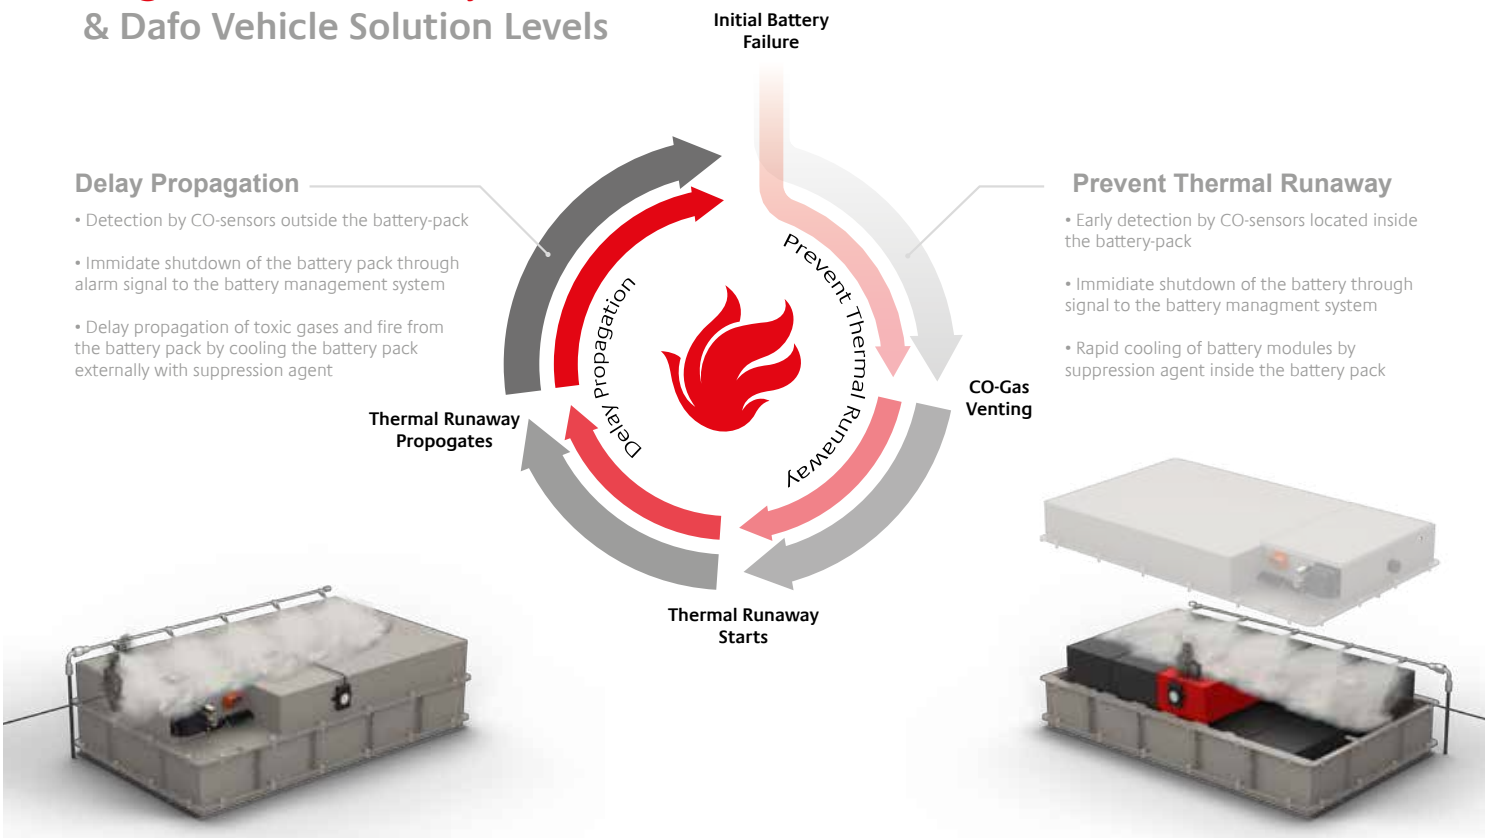 & Dafo Vehicle Solution Levels
Initial Battery
Failure
Delay Propagation
• Detection by CO-sensors outside the battery-pack
• Immidate shutdown of the battery pack through
alarm signal to the battery management system
• Delay propagation of toxic gases and fire from
the battery pack by cooling the battery pack
externally with suppression agent
Prevent Thermal Runaway
• Early detection by CO-sensors located inside
the battery-pack
• Immidiate shutdown of the battery through
signal to the battery managment system
• Rapid cooling of battery modules by
suppression agent inside the battery pack
Delay Propagation
Prevent Thermal Runaway
CO-Gas
Venting
Thermal Runaway
Propogates
Thermal Runaway
Starts